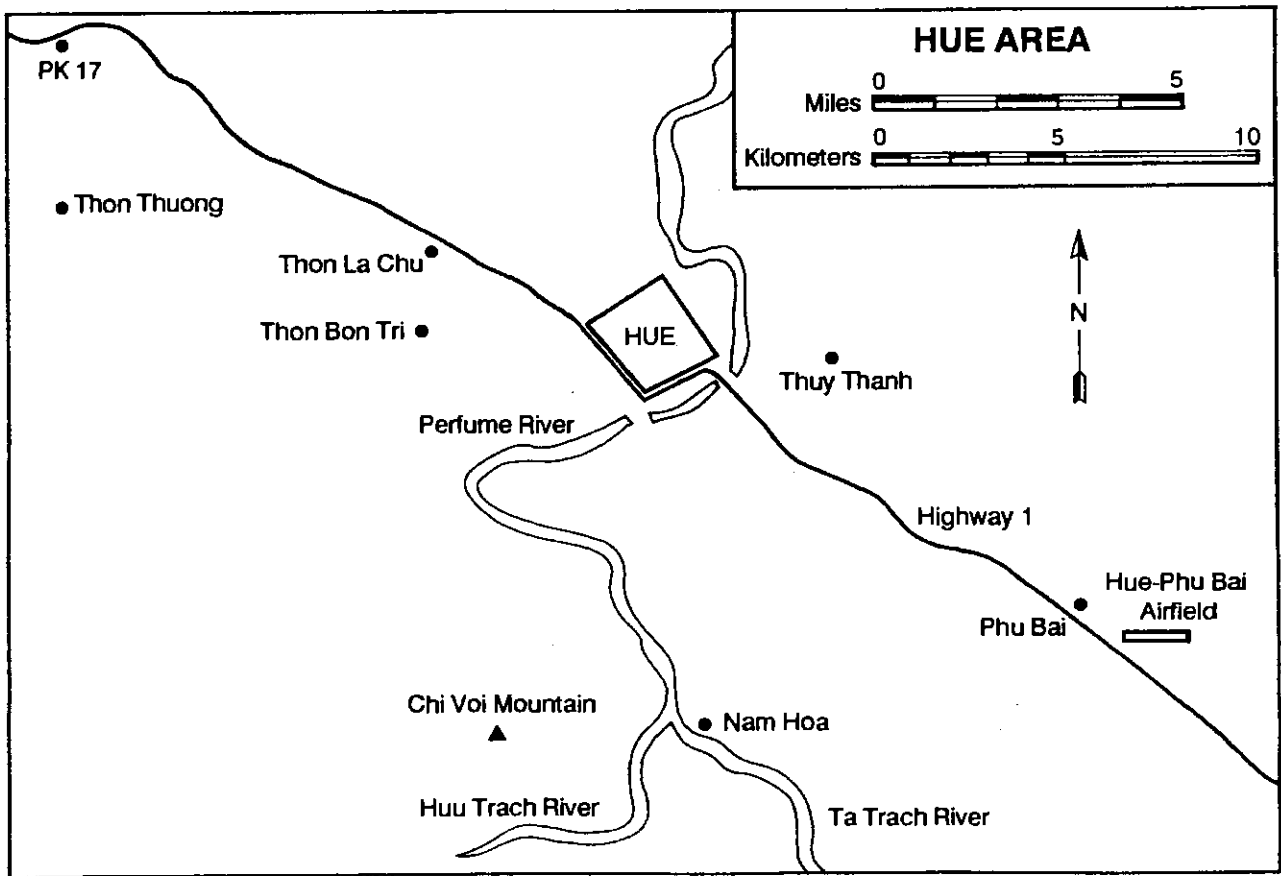 HUE AREA
0 5
Miles
0 5 10
Kilometers
PK 17
Thon Thuong
Thon La Chu
N
Thon Bon Tri
HUE
Thuy Thanh
Perfume River
Highway 1
Hue-Phu Bai
Airfield
Phu Bai
Chi Voi Mountain
Nam Hoa
Huu Trach River
Ta Trach River